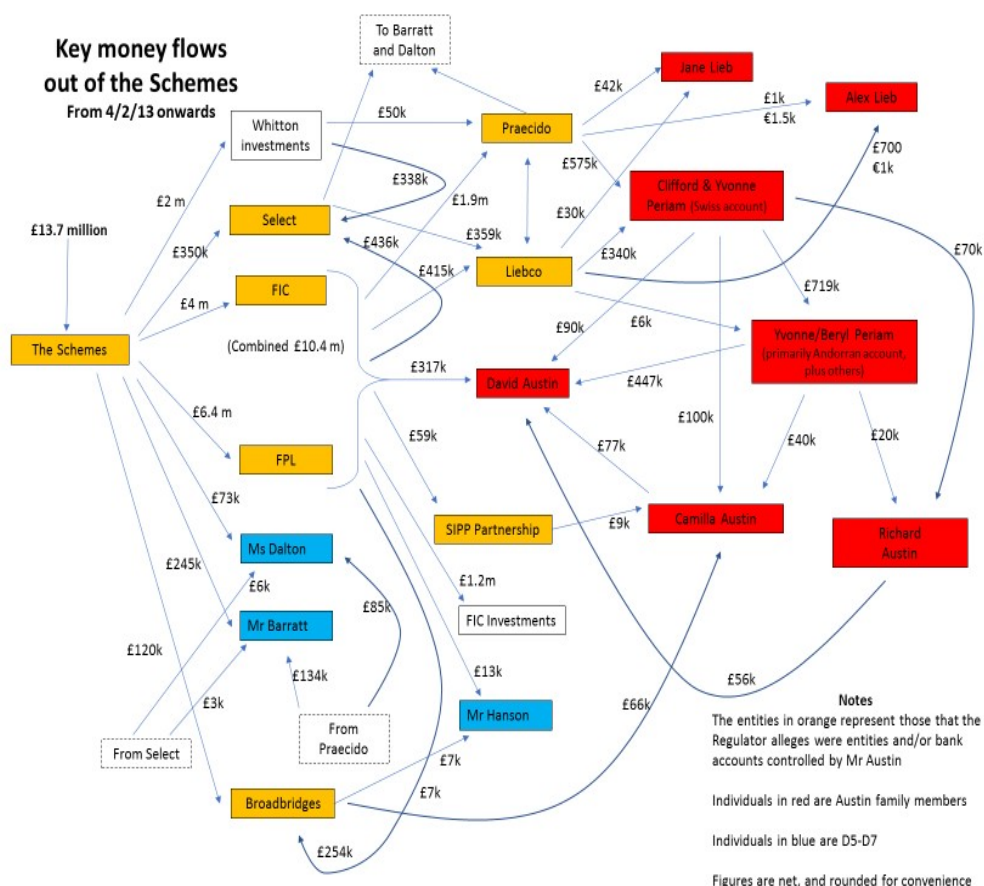 Key money flows
out of the Schemes
From 4/2/13 onwards
To Barratt
and Dalton
Jane Lieb
Alex Lieb
£42k
£1k
€1.5k
Whitton
investments
£50k
Praecido
£575k
£700
€1k
£338k
Clifford & Yvonne
Periam (Swiss account)
£2 m
£1.9m
£30k
Select
£13.7 million
£350k
£436k
£359k
£340k
£70k
£415k
Liebco
FIC
£4 m
£719k
£90k
£6k
(Combined £10.4 m)
Yvonne/Beryl Periam
(primarily Andorran account,
plus others)
The Schemes
£317k
David Austin
£447k
£6.4 m
£100k
£59k
£77k
£40k
£20k
FPL
£73k
SIPP Partnership
£9k
Camilla Austin
Richard
Austin
Ms Dalton
£245k
£6k
£1.2m
£85k
FIC Investments
Mr Barratt
£120k
£134k
£13k
£56k
£3k
£66k
Mr Hanson
From Select
From
Praecido
£7k
£7k
Broadbridges
£254k
Notes
The entities in orange represent those that the
Regulator alleges were entities and/or bank
accounts controlled by Mr Austin
Individuals in red are Austin family members
Individuals in blue are D5-D7
Figures are net, and rounded for convenience